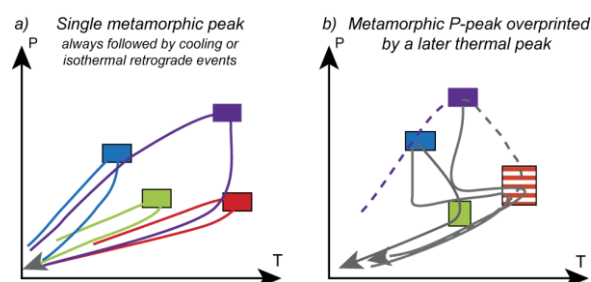 a) Single metamorphic peak
always followed by cooling or
isothermal retrograde events
P
T
b) Metamorphic P-peak overprinted
by a later thermal peak
P
T